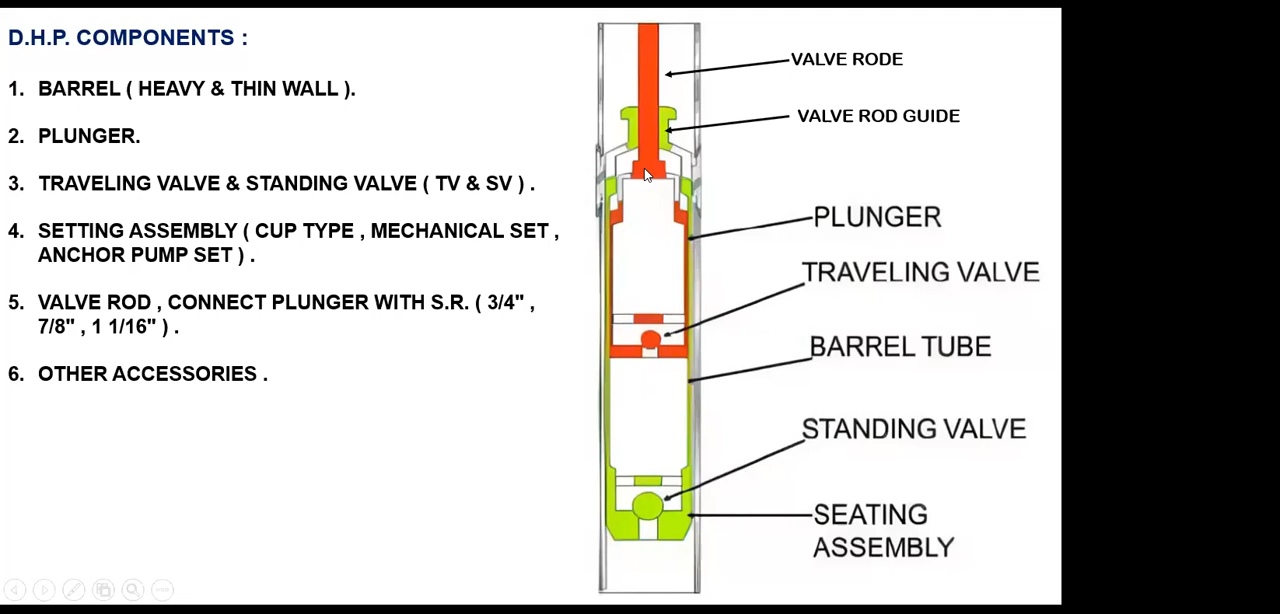 D.H.P. COMPONENTS :
1. BARREL ( HEAVY & THIN WALL ).
2. PLUNGER.
3. TRAVELING VALVE & STANDING VALVE ( TV & SV ) .
4. SETTING ASSEMBLY ( CUP TYPE , MECHANICAL SET ,
ANCHOR PUMP SET ) .
5. VALVE ROD , CONNECT PLUNGER WITH S.R. ( 3/4" ,
7/8" , 1 1/16" ) .
6. OTHER ACCESSORIES .
VALVE RODE
VALVE ROD GUIDE
PLUNGER
TRAVELING VALVE
BARREL TUBE
STANDING VALVE
SEATING
ASSEMBLY